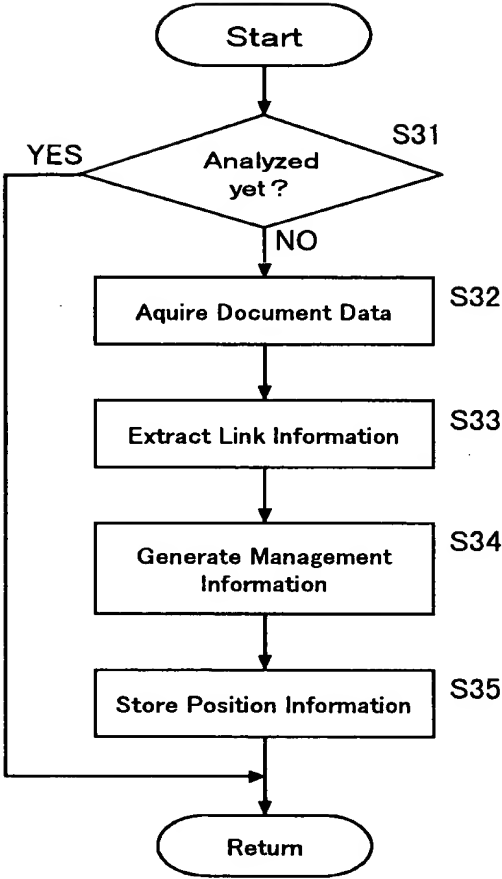 Start
S31
YES
Analyzed
yet?
NO
S32
Aquire Document Data
S33
Extract Link Information
S34
Generate Management
Information
S35
Store Position Information
Return